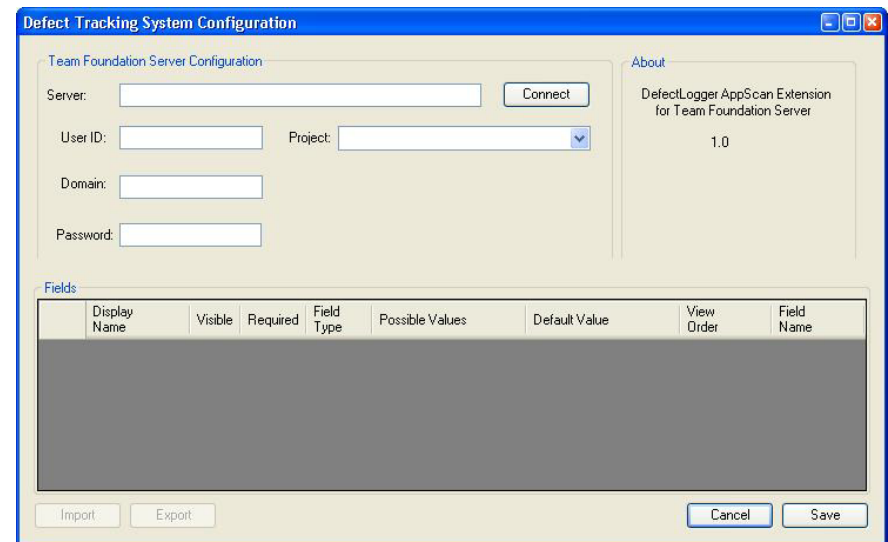 Defect Tracking System Configuration
Team Foundation Server Configuration
About
Server:
Connect
DefectLogger AppScan Extension
for Team Foundation Server
1.0
User ID:
Project:
Domain:
Password:
Fields
Display
Name
Visible
Required
Field
Type
Possible Values
Default Value
View
Order
Field
Name
Import
Export
Cancel
Save